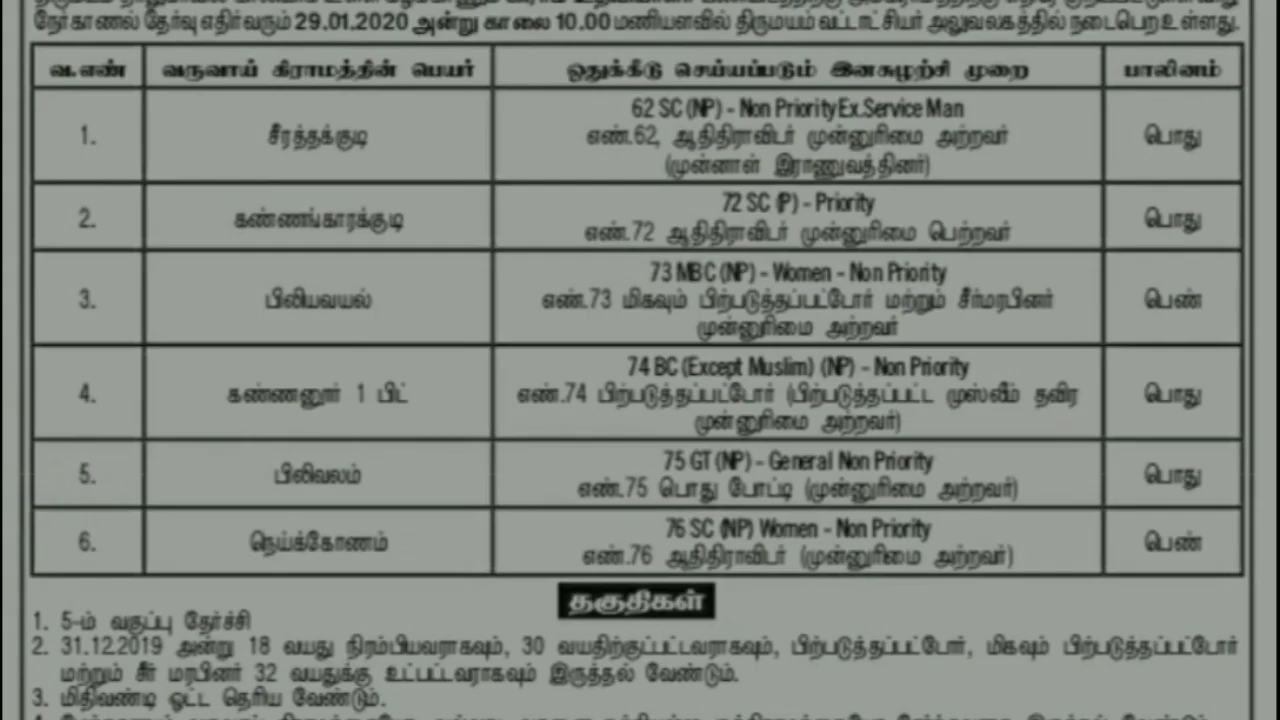 நேர்காணல் தேர்வு எதிர்வரும் 29.01.2020 அன்று காலை 10.00 மணியளவில் திருமயம் வட்டாட்சியர் அலுவலகத்தில் நடைபெற உள்ளது.
வ.எண் வருவாய் கிராமத்தின் பெயர் ஒதுக்கீடு செய்யப்படும் இனசுழற்சி முறை பாலினம்
62 SC (NP) - Non Priority Ex.Service Man
1. சீரத்தக்குடி எண்.62, ஆதிதிராவிடர் முன்னுரிமை அற்றவர் பொது
(முன்னாள் இராணுவத்தினர்)
72 SC (P) - Priority
2. கண்ணங்காரக்குடி எண்.72 ஆதிதிராவிடர் முன்னுரிமை பெற்றவர் பொது
73 MBC (NP) - Women - Non Priority
3. பிலியவயல் எண்.73 மிகவும் பிற்படுத்தப்பட்டோர் மற்றும் சீர்மரபினர் பெண்
முன்னுரிமை அற்றவர்
74 BC (Except Muslim) (NP) - Non Priority
4. கண்ணனூர் 1 பிட் எண்.74 பிற்படுத்தப்பட்டோர் (பிற்படுத்தப்பட்ட முஸ்லீம் தவிர பொது
முன்னுரிமை அற்றவர்)
75 GT (NP) - General Non Priority
5. பிலிவலம் எண்.75 பொது போட்டி (முன்னுரிமை அற்றவர்) பொது
76 SC (NP) Women - Non Priority
6. நெய்க்கோணம் எண்.76 ஆதிதிராவிடர் (முன்னுரிமை அற்றவர்) பெண்
தகுதிகள்
1. 5-ம் வகுப்பு தேர்ச்சி
2. 31.12.2019 அன்று 18 வயது நிரம்பியவராகவும், 30 வயதிற்குப்பட்டவராகவும், பிற்படுத்தப்பட்டோர், மிகவும் பிற்படுத்தப்பட்டோர்
மற்றும் சீர் மரபினர் 32 வயதுக்கு உட்பட்டவராகவும் இருத்தல் வேண்டும்.
3. மிதிவண்டி ஓட்ட தெரிய வேண்டும்.